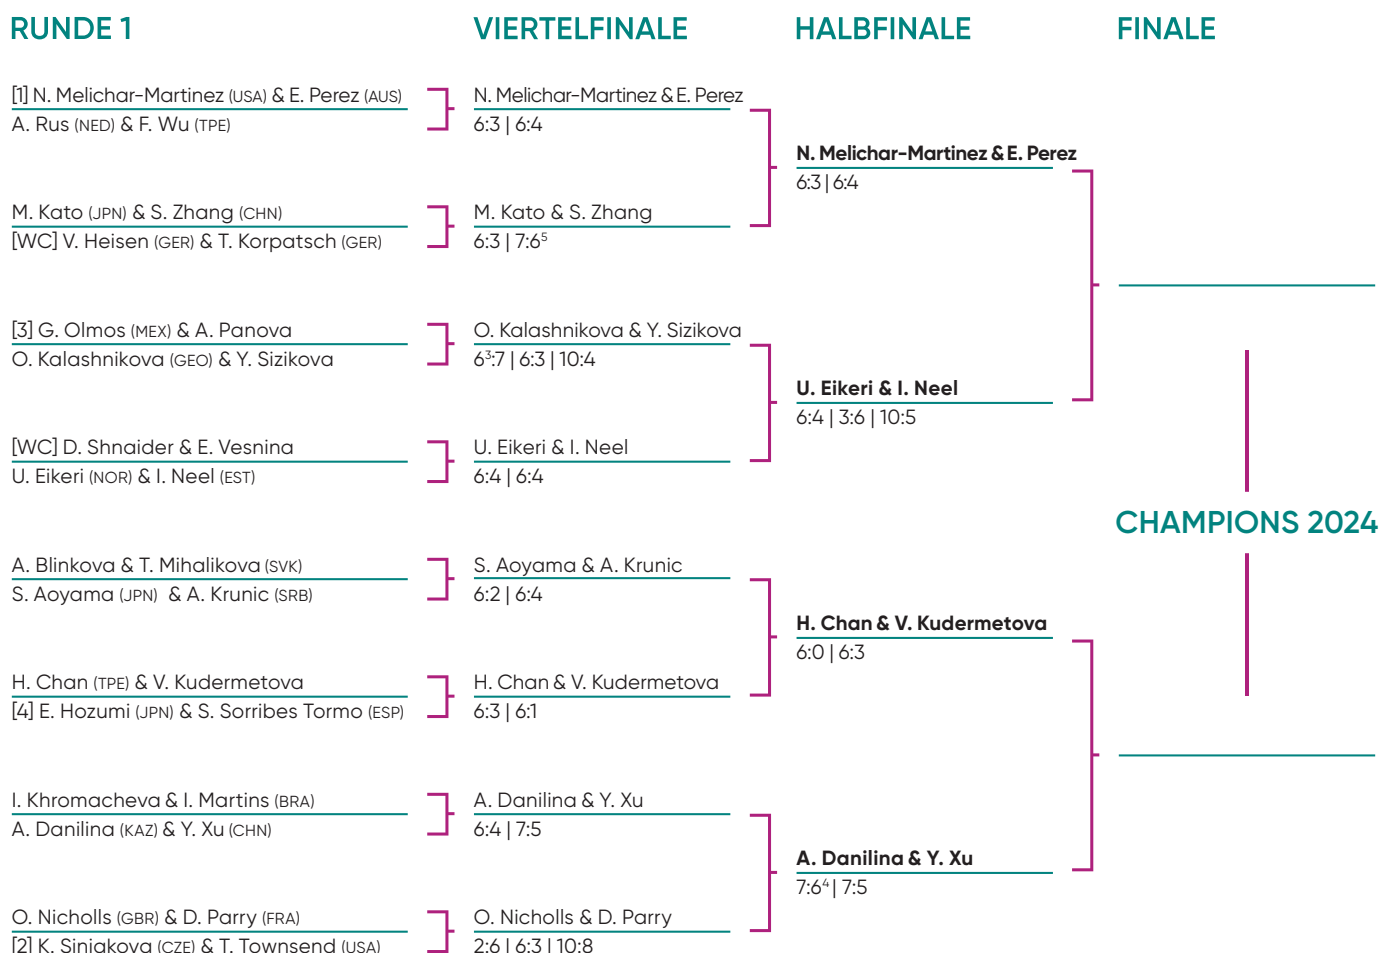 RUNDE 1
VIERTELFINALE
HALBFINALE
FINALE
[1] N. Melichar-Martinez (USA) & E. Perez (AUS)
A. Rus (NED) & F. Wu (TPE)
M. Kato (JPN) & S. Zhang (CHN)
[WC] V. Heisen (GER) & T. Korpatsch (GER)
[3] G. Olmos (MEX) & A. Panova
O. Kalashnikova (GEO) & Y. Sizikova
[WC] D. Shnaider & E. Vesnina
U. Eikeri (NOR) & I. Neel (EST)
A. Blinkova & T. Mihalikova (SVK)
S. Aoyama (JPN) & A. Krunic (SRB)
H. Chan (TPE) & V. Kudermetova
[4] E. Hozumi (JPN) & S. Sorribes Tormo (ESP)
I. Khromacheva & I. Martins (BRA)
A. Danilina (KAZ) & Y. Xu (CHN)
O. Nicholls (GBR) & D. Parry (FRA)
[2] K. Siniakova (CZE) & T. Townsend (USA)
N. Melichar-Martinez & E. Perez
6:3 | 6:4
M. Kato & S. Zhang
6:3 | 7:6⁵
O. Kalashnikova & Y. Sizikova
6³:7 | 6:3 | 10:4
U. Eikeri & I. Neel
6:4 | 6:4
S. Aoyama & A. Krunic
6:2 | 6:4
H. Chan & V. Kudermetova
6:3 | 6:1
A. Danilina & Y. Xu
6:4 | 7:5
O. Nicholls & D. Parry
2:6 | 6:3 | 10:8
N. Melichar-Martinez & E. Perez
6:3 | 6:4
U. Eikeri & I. Neel
6:4 | 3:6 | 10:5
H. Chan & V. Kudermetova
6:0 | 6:3
A. Danilina & Y. Xu
7:6⁴ | 7:5
CHAMPIONS 2024